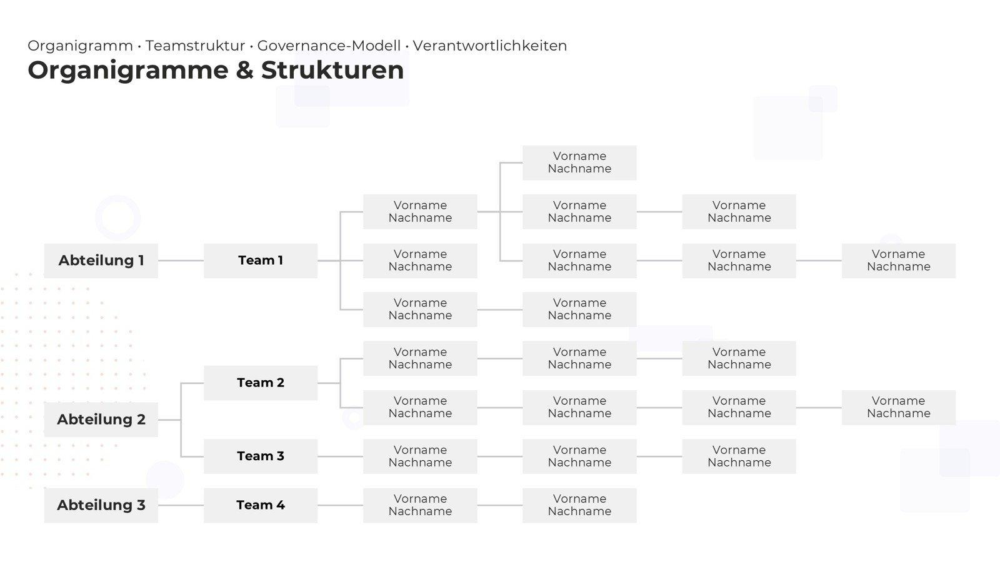 Organigramm • Teamstruktur • Governance-Modell • Verantwortlichkeiten
Organigramme & Strukturen
Vorname
Nachname
Vorname
Nachname
Vorname
Nachname
Vorname
Nachname
Abteilung 1
Team 1
Vorname
Nachname
Vorname
Nachname
Vorname
Nachname
Vorname
Nachname
Vorname
Nachname
Vorname
Nachname
Vorname
Nachname
Vorname
Nachname
Vorname
Nachname
Team 2
Vorname
Nachname
Vorname
Nachname
Vorname
Nachname
Vorname
Nachname
Abteilung 2
Team 3
Vorname
Nachname
Vorname
Nachname
Vorname
Nachname
Abteilung 3
Team 4
Vorname
Nachname
Vorname
Nachname